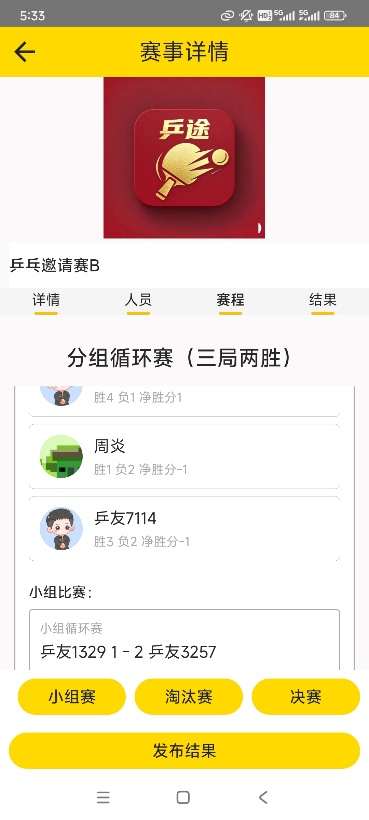 5:33
HD 5G 5G 84
赛事详情
乒途
乒乓邀请赛B
详情 人员 赛程 结果
分组循环赛（三局两胜）
胜4 负1 净胜分1
周炎
胜1 负2 净胜分-1
乒友7114
胜3 负2 净胜分-1
小组比赛：
小组循环赛
乒友1329 1 - 2 乒友3257
小组赛 淘汰赛 决赛
发布结果